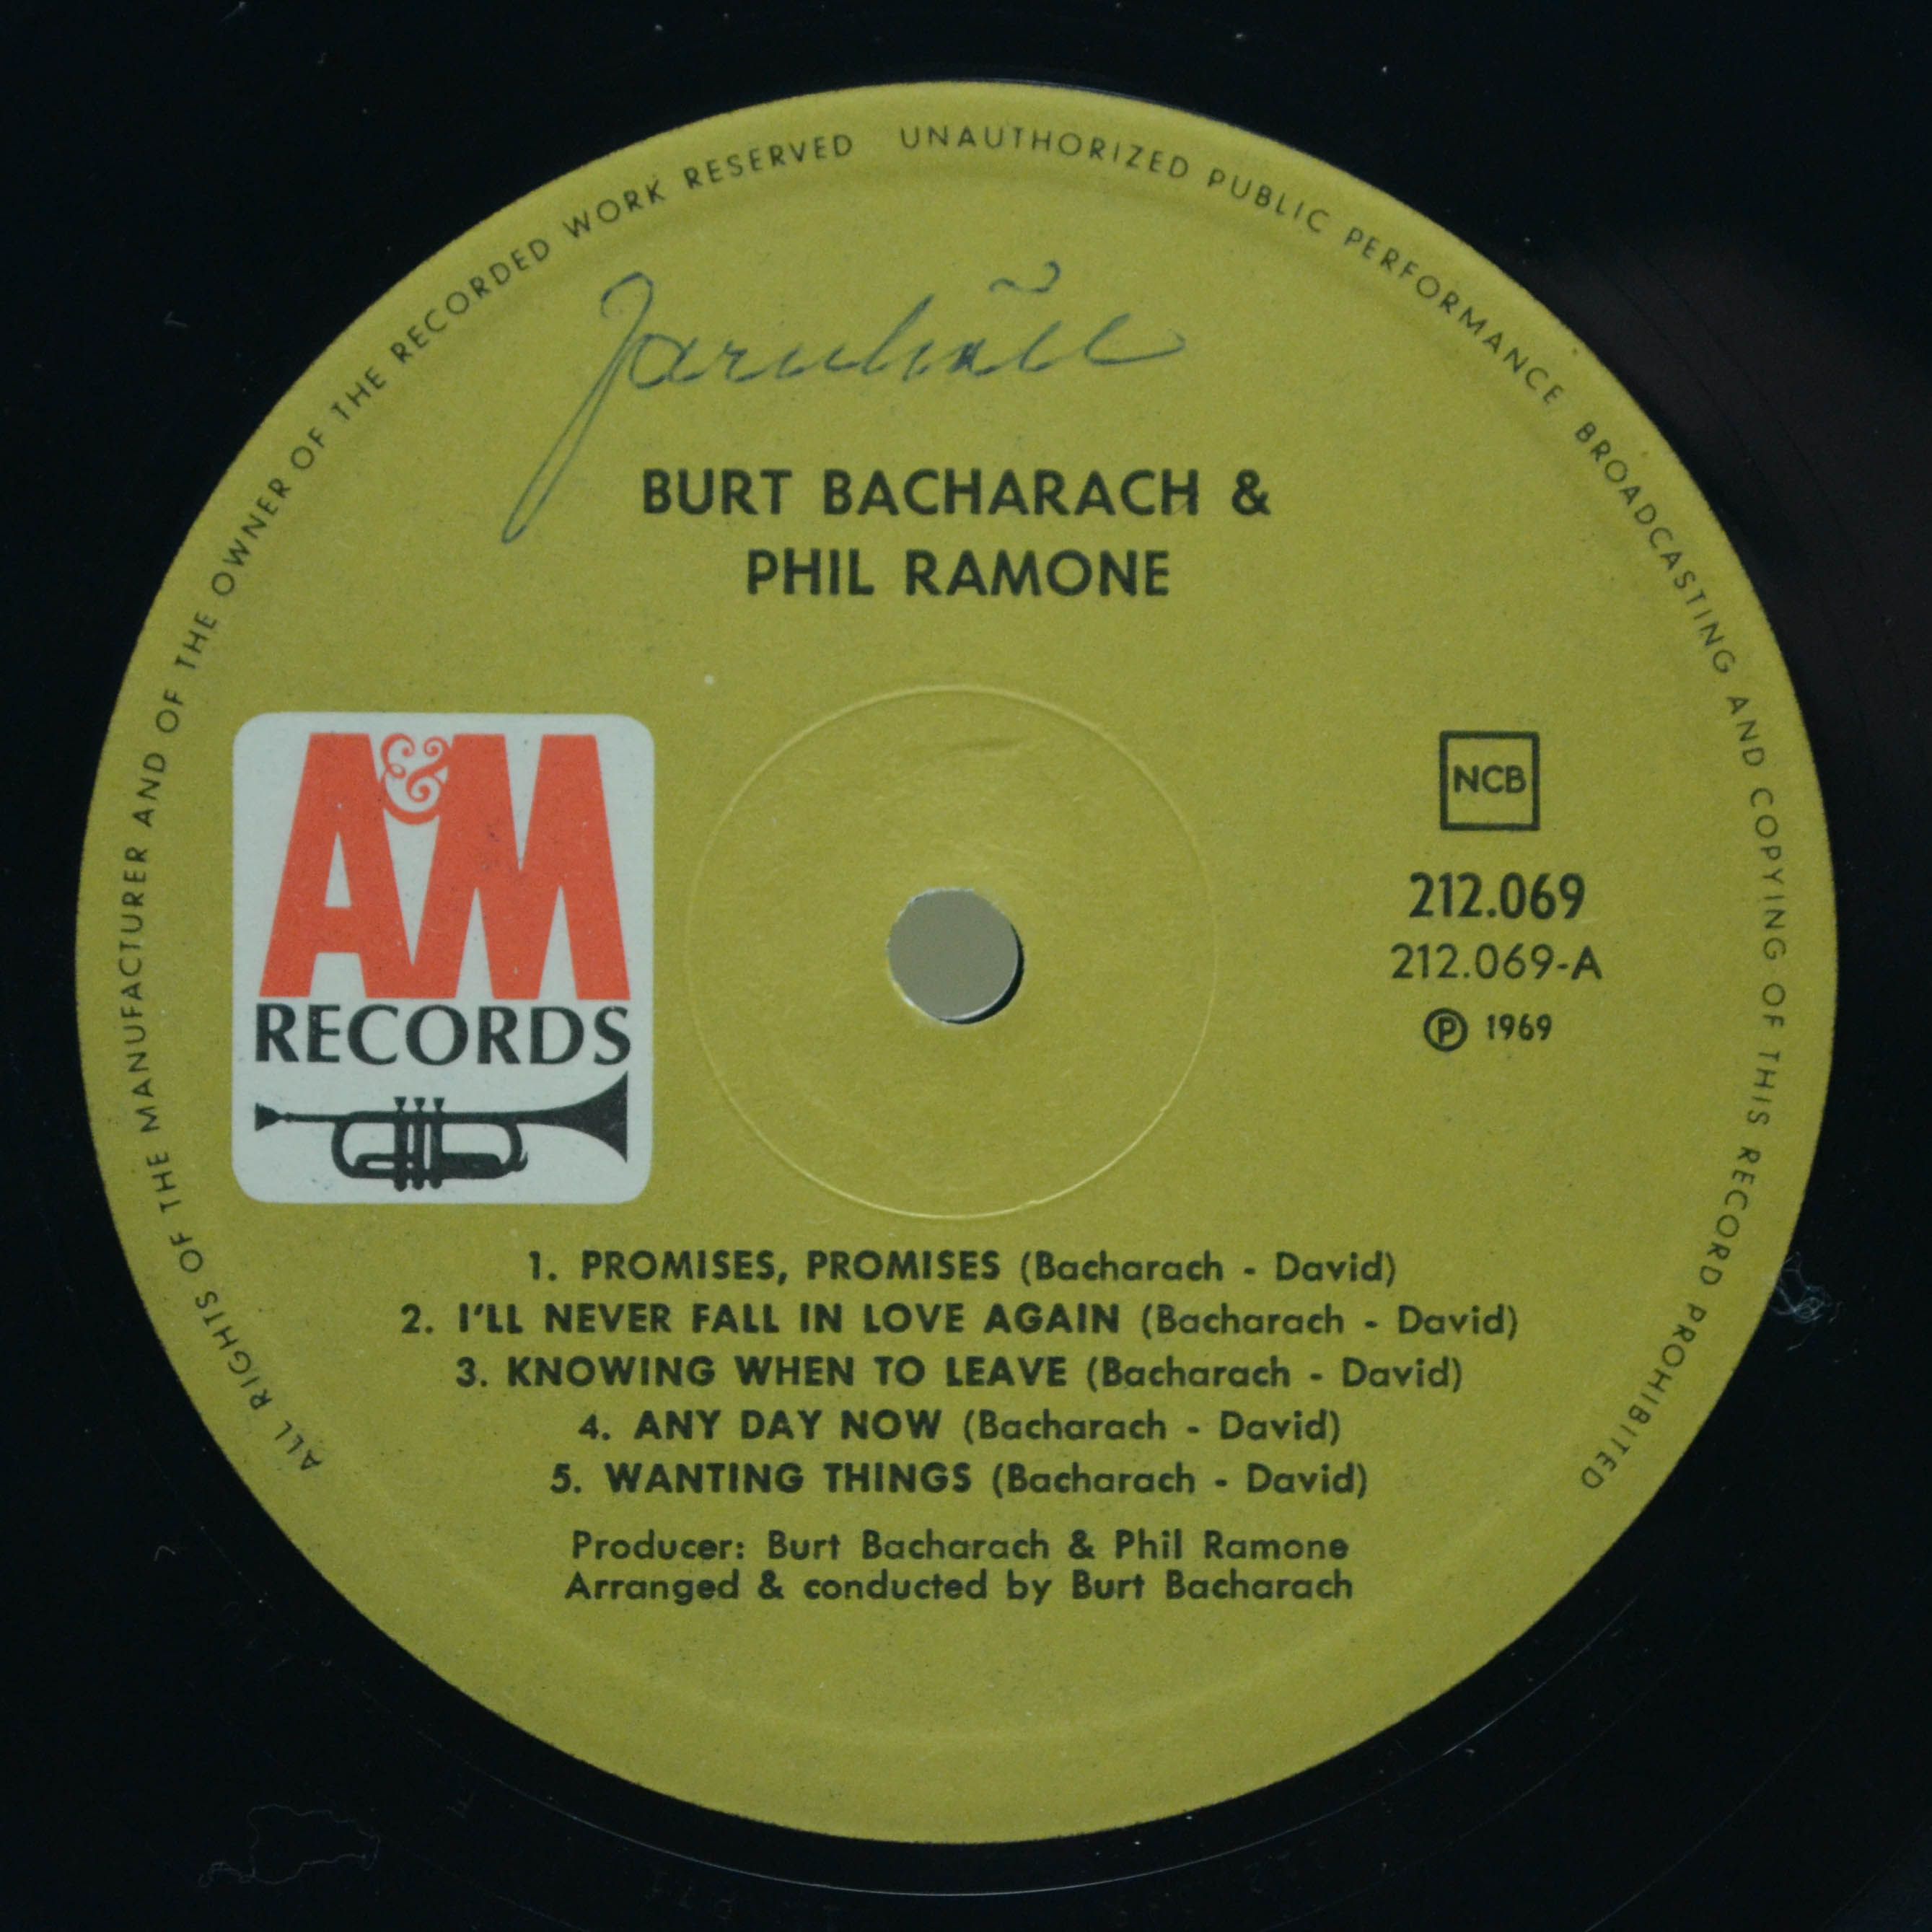 ALL RIGHTS OF THE MANUFACTURER AND OF THE OWNER OF THE RECORDED WORK RESERVED UNAUTHORIZED PUBLIC PERFORMANCE BROADCASTING AND COPYING OF THIS RECORD PROHIBITED
BURT BACHARACH &
PHIL RAMONE
A&M
RECORDS
NCB
212.069
212.069-A
℗ 1969
1. PROMISES, PROMISES (Bacharach - David)
2. I'LL NEVER FALL IN LOVE AGAIN (Bacharach - David)
3. KNOWING WHEN TO LEAVE (Bacharach - David)
4. ANY DAY NOW (Bacharach - David)
5. WANTING THINGS (Bacharach - David)
Producer: Burt Bacharach & Phil Ramone
Arranged & conducted by Burt Bacharach